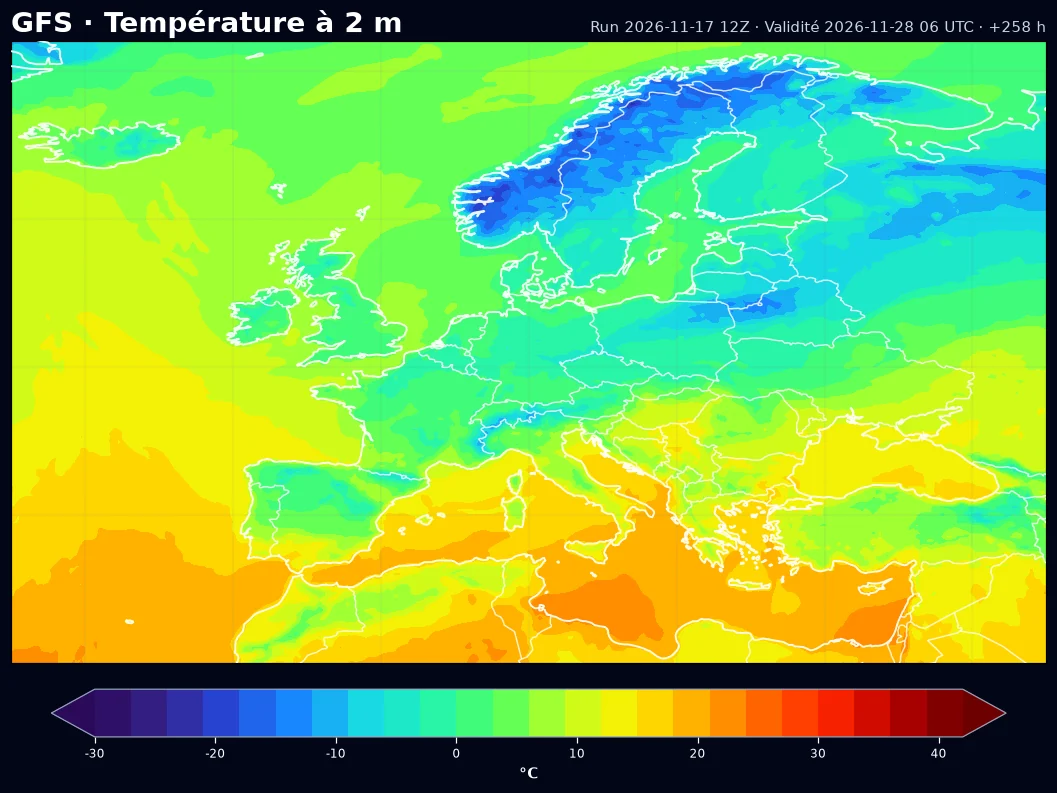 GFS · Température à 2 m
Run 2026-11-17 12Z · Validité 2026-11-28 06 UTC · +258 h
-30 -20 -10 0 10 20 30 40
°C